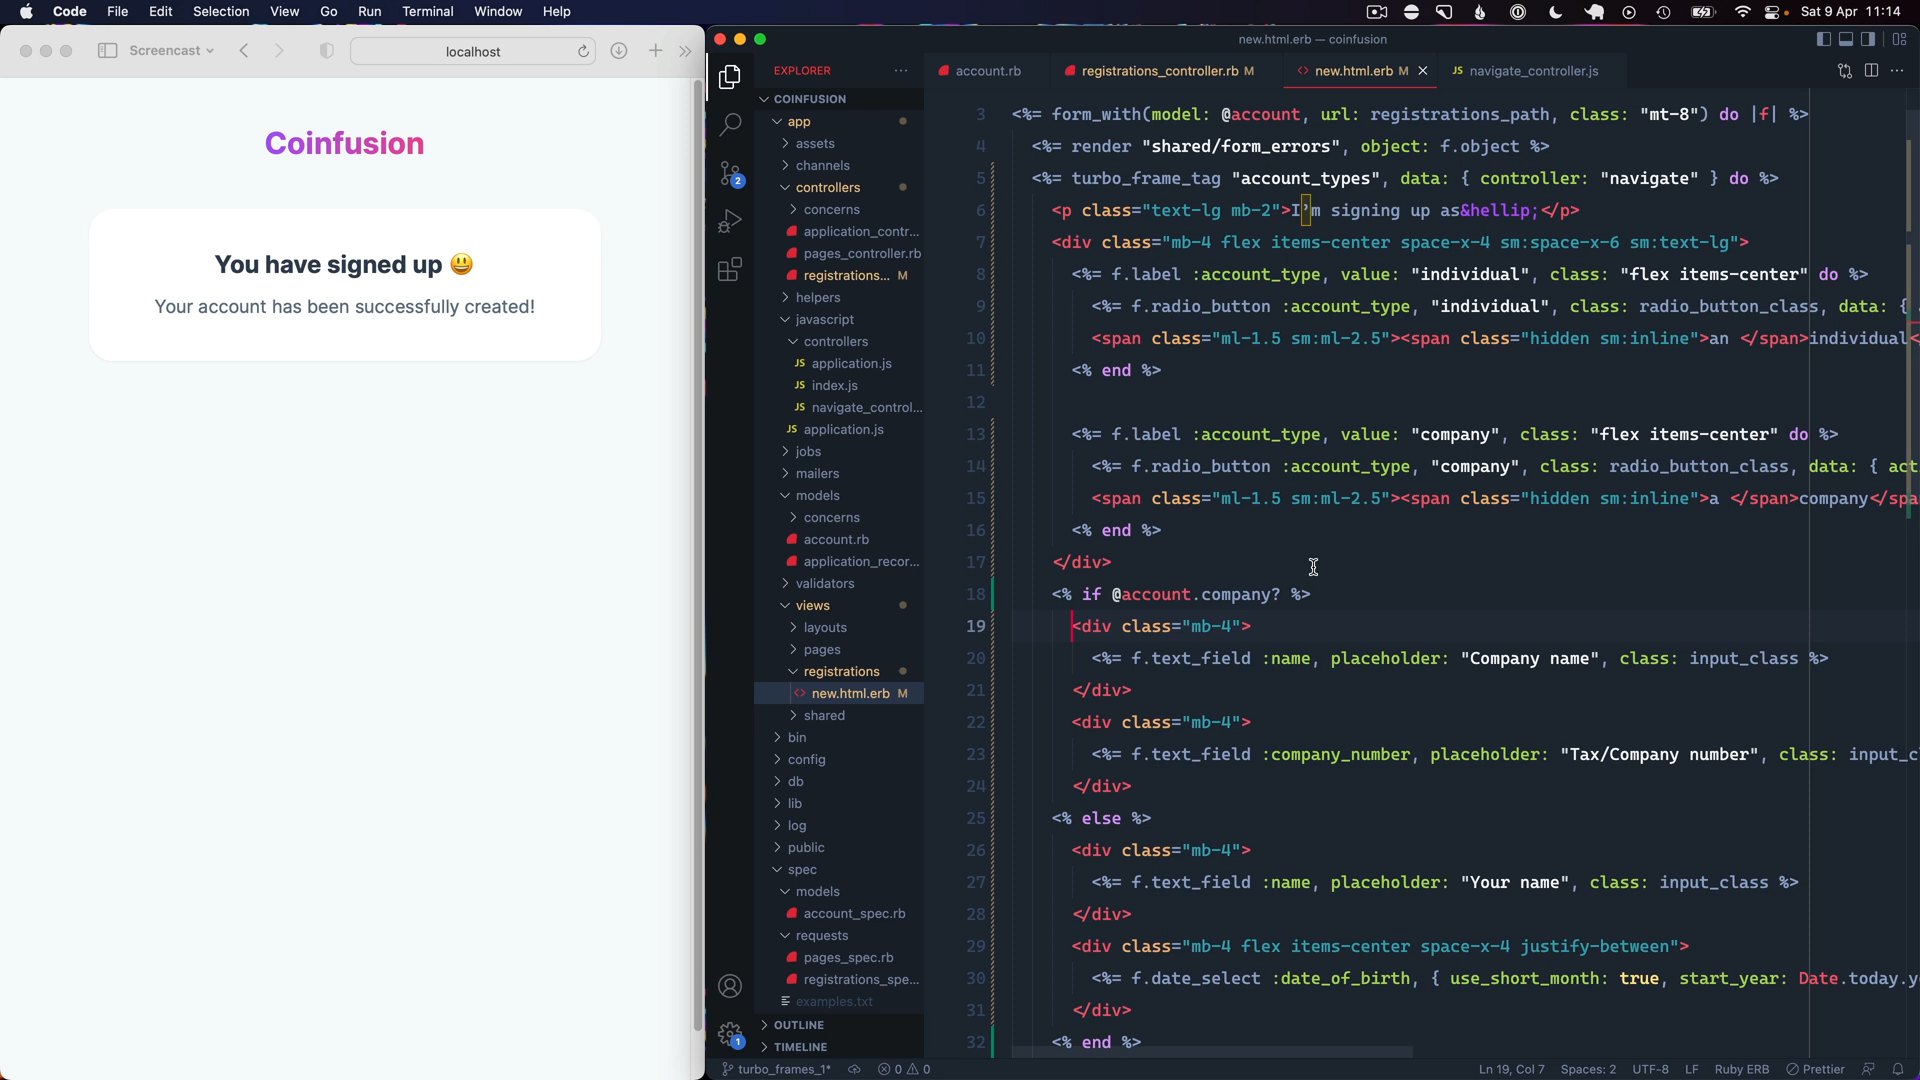 Code File Edit Selection View Go Run Terminal Window Help Sat 9 Apr 11:14
Screencast localhost
Coinfusion
You have signed up 😃
Your account has been successfully created!
new.html.erb — coinfusion
EXPLORER
account.rb registrations_controller.rb M new.html.erb M JS navigate_controller.js
COINFUSION
app
assets
channels
controllers
concerns
application_contr...
pages_controller.rb
registrations... M
helpers
javascript
controllers
JS application.js
JS index.js
JS navigate_control...
JS application.js
jobs
mailers
models
concerns
account.rb
application_recor...
validators
views
layouts
pages
registrations
new.html.erb M
shared
bin
config
db
lib
log
public
spec
models
account_spec.rb
requests
pages_spec.rb
registrations_spe...
examples.txt
OUTLINE
TIMELINE
2
1
3 <%= form_with(model: @account, url: registrations_path, class: "mt-8") do |f| %>
4 <%= render "shared/form_errors", object: f.object %>
5 <%= turbo_frame_tag "account_types", data: { controller: "navigate" } do %>
6 <p class="text-lg mb-2">I’m signing up as&hellip;</p>
7 <div class="mb-4 flex items-center space-x-4 sm:space-x-6 sm:text-lg">
8 <%= f.label :account_type, value: "individual", class: "flex items-center" do %>
9 <%= f.radio_button :account_type, "individual", class: radio_button_class, data: {
10 <span class="ml-1.5 sm:ml-2.5"><span class="hidden sm:inline">an </span>individual<
11 <% end %>
12
13 <%= f.label :account_type, value: "company", class: "flex items-center" do %>
14 <%= f.radio_button :account_type, "company", class: radio_button_class, data: { act
15 <span class="ml-1.5 sm:ml-2.5"><span class="hidden sm:inline">a </span>company</spa
16 <% end %>
17 </div>
18 <% if @account.company? %>
19 <div class="mb-4">
20 <%= f.text_field :name, placeholder: "Company name", class: input_class %>
21 </div>
22 <div class="mb-4">
23 <%= f.text_field :company_number, placeholder: "Tax/Company number", class: input_c
24 </div>
25 <% else %>
26 <div class="mb-4">
27 <%= f.text_field :name, placeholder: "Your name", class: input_class %>
28 </div>
29 <div class="mb-4 flex items-center space-x-4 justify-between">
30 <%= f.date_select :date_of_birth, { use_short_month: true, start_year: Date.today.y
31 </div>
32 <% end %>
turbo_frames_1* 0 0 Ln 19, Col 7 Spaces: 2 UTF-8 LF Ruby ERB Prettier